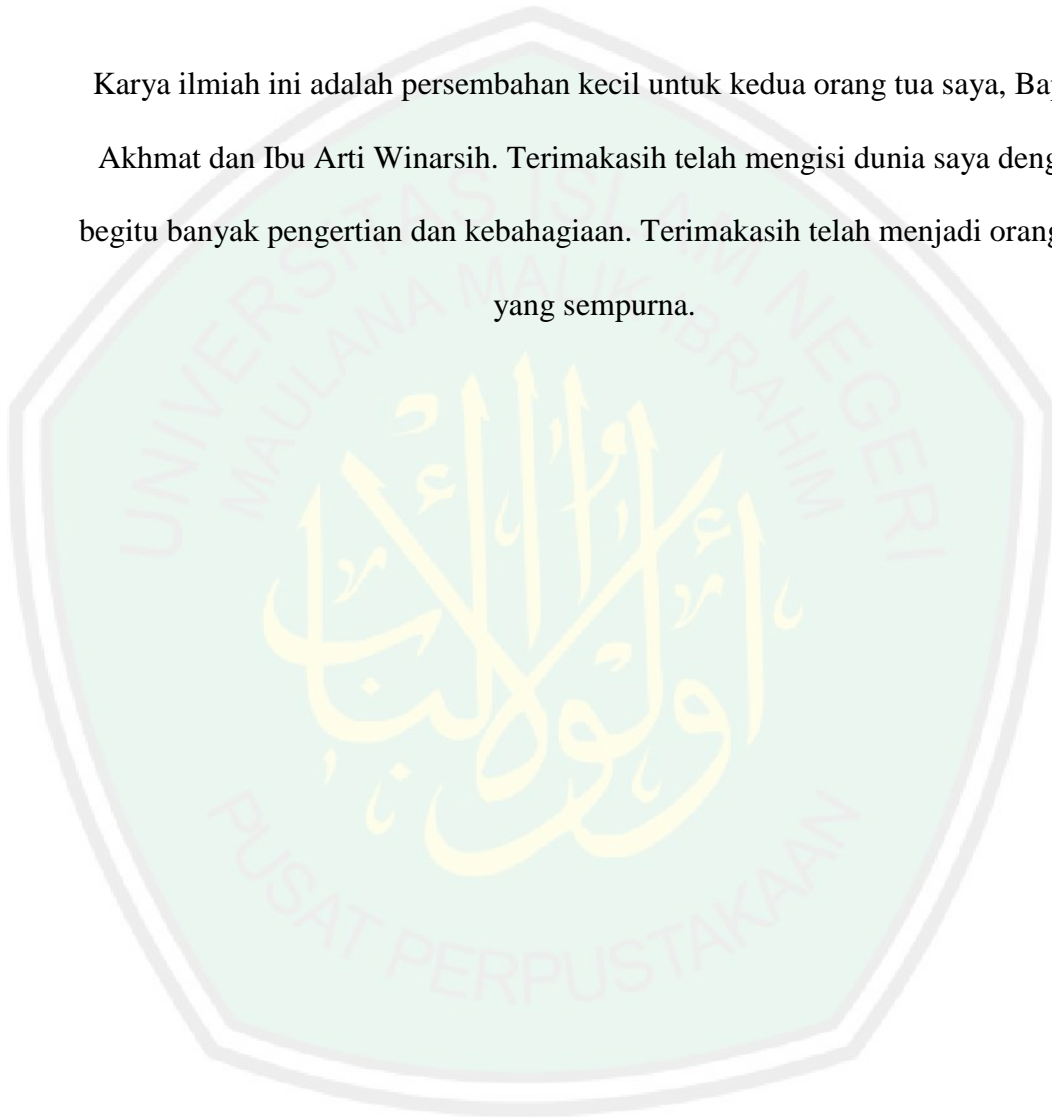 Karya ilmiah ini adalah persembahan kecil untuk kedua orang tua saya,
Akhmat dan Ibu Arti Winarsih. Terimakasih telah mengisi dunia saya
begitu banyak pengertian dan kebahagiaan. Terimakasih telah menjadi
yang sempurna.
UNIVERSITAS ISLAM NEGERI
MAULANA MALIK IBRAHIM
أولوا الألباب
PUSAT PERPUSTAKAAN